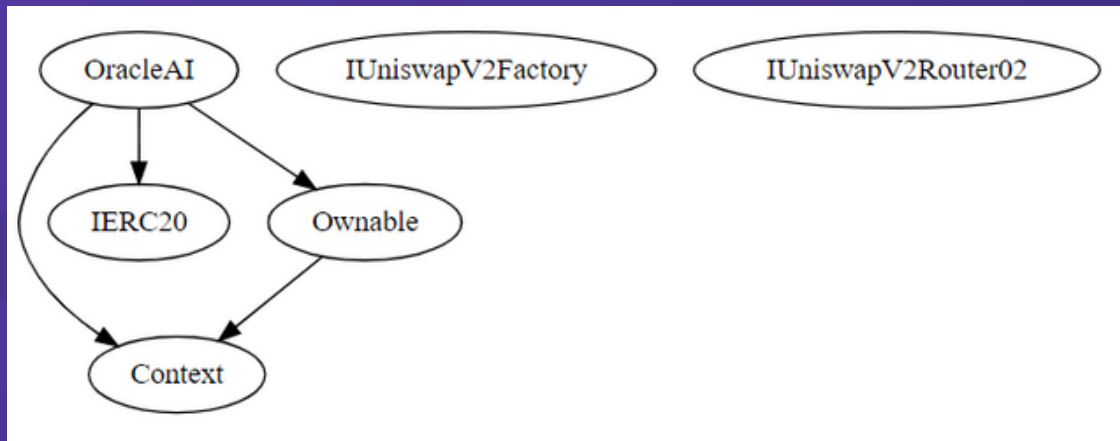 OracleAI
IUniswapV2Factory
IUniswapV2Router02
IERC20
Ownable
Context